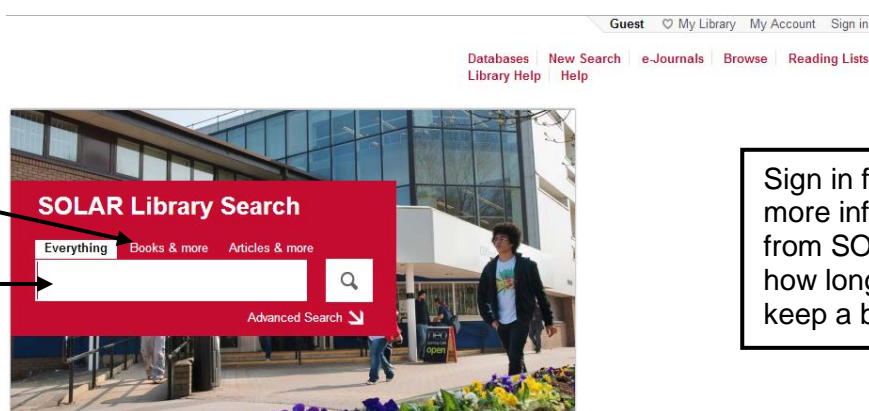 Guest ♡ My Library My Account Sign in
Databases New Search e-Journals Browse Reading Lists
Library Help Help
SOLAR Library Search
Everything Books & more Articles & more
Advanced Search
open
Sign in f
more inf
from SO
how long
keep a b